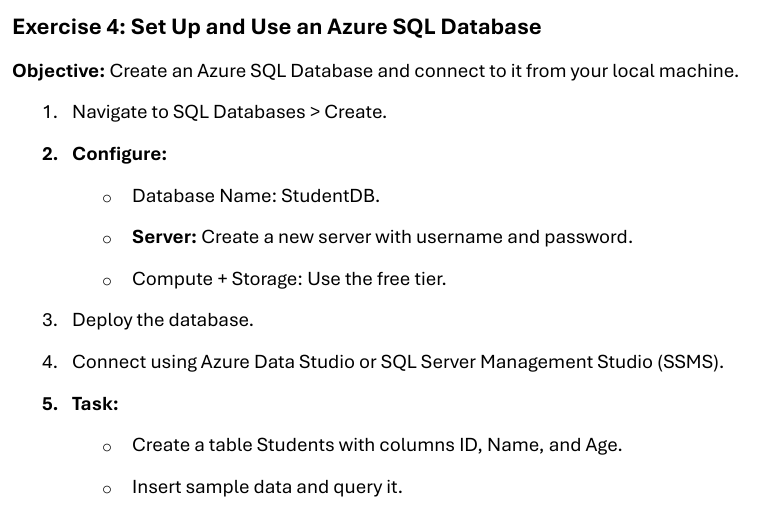 Exercise 4: Set Up and Use an Azure SQL Database
Objective: Create an Azure SQL Database and connect to it from your local machine.
1. Navigate to SQL Databases > Create.
2. Configure:
o Database Name: StudentDB.
o Server: Create a new server with username and password.
o Compute + Storage: Use the free tier.
3. Deploy the database.
4. Connect using Azure Data Studio or SQL Server Management Studio (SSMS).
5. Task:
o Create a table Students with columns ID, Name, and Age.
o Insert sample data and query it.